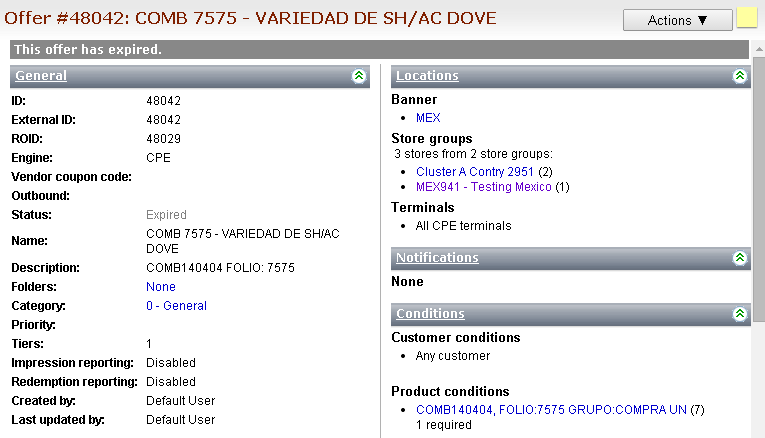 Offer #48042: COMB 7575 - VARIEDAD DE SH/AC DOVE
Actions ▼
This offer has expired.
General
ID: 48042
External ID: 48042
ROID: 48029
Engine: CPE
Vendor coupon code:
Outbound:
Status: Expired
Name: COMB 7575 - VARIEDAD DE SH/AC
DOVE
Description: COMB140404 FOLIO: 7575
Folders: None
Category: 0 - General
Priority:
Tiers: 1
Impression reporting: Disabled
Redemption reporting: Disabled
Created by: Default User
Last updated by: Default User
Locations
Banner
• MEX
Store groups
3 stores from 2 store groups:
• Cluster A Contry 2951 (2)
• MEX941 - Testing Mexico (1)
Terminals
• All CPE terminals
Notifications
None
Conditions
Customer conditions
• Any customer
Product conditions
• COMB140404, FOLIO:7575 GRUPO:COMPRA UN (7)
1 required